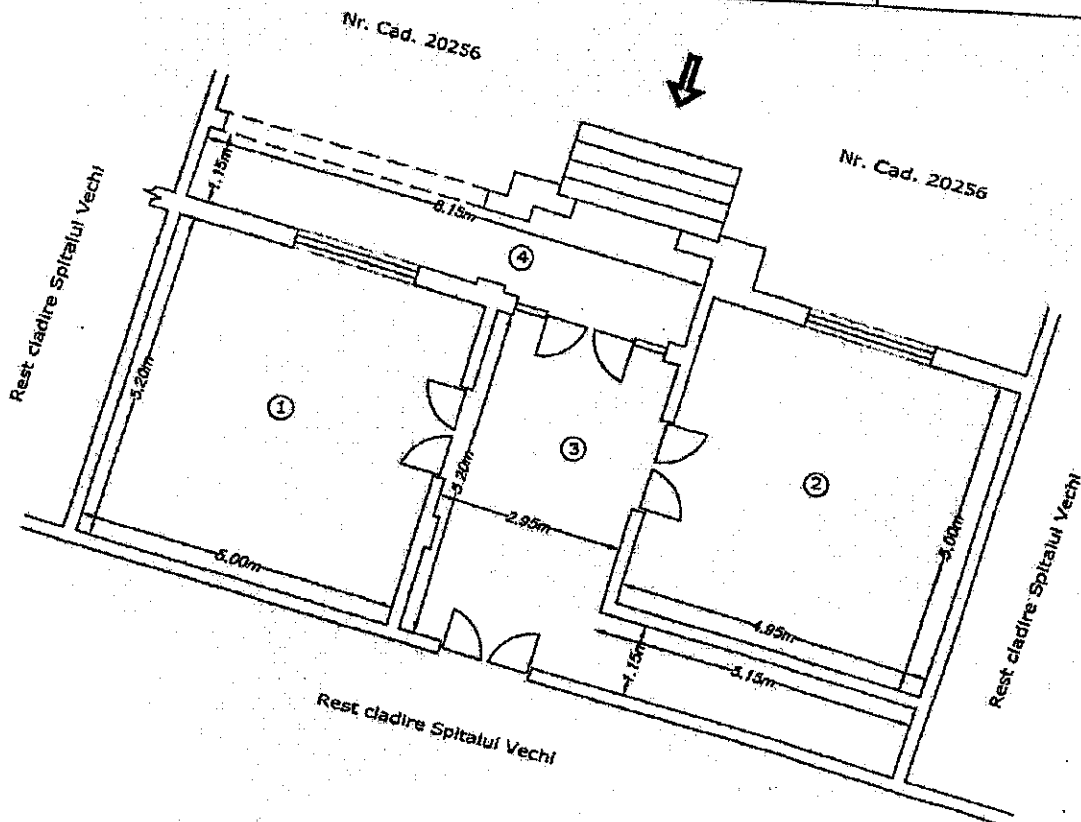 Nr. Cad. 20256
Nr. Cad. 20256
Rest cladire Spitalul Vechi
1.15m
8.15m
4
5.20m
1
3
5.20m
2
2.95m
5.00m
5.00m
4.95m
1.15m
5.15m
Rest cladire Spitalul Vechi
Rest cladire Spitalul Vechi